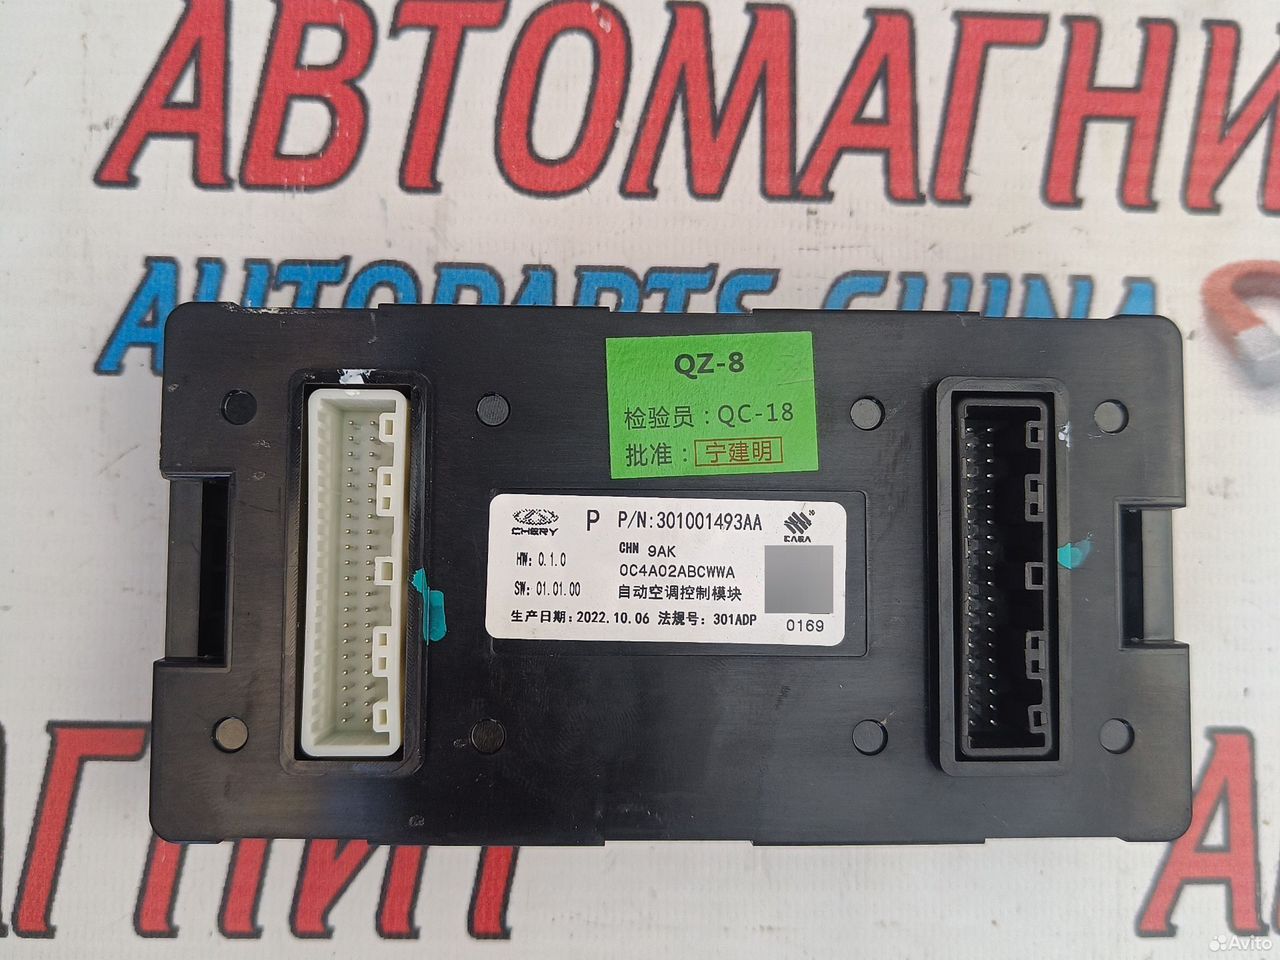 АВТОМАГНИ
AUTOPARTS CHINA
QZ-8
检验员：QC-18
批准：宁建明
CHERY P P/N:301001493AA
CHN 9AK
HW: 0.1.0 0C4A02ABCWWA
SW: 01.01.00 自动空调控制模块
生产日期: 2022.10.06 法规号: 301ADP 0169
АГНИТ
А
Avito